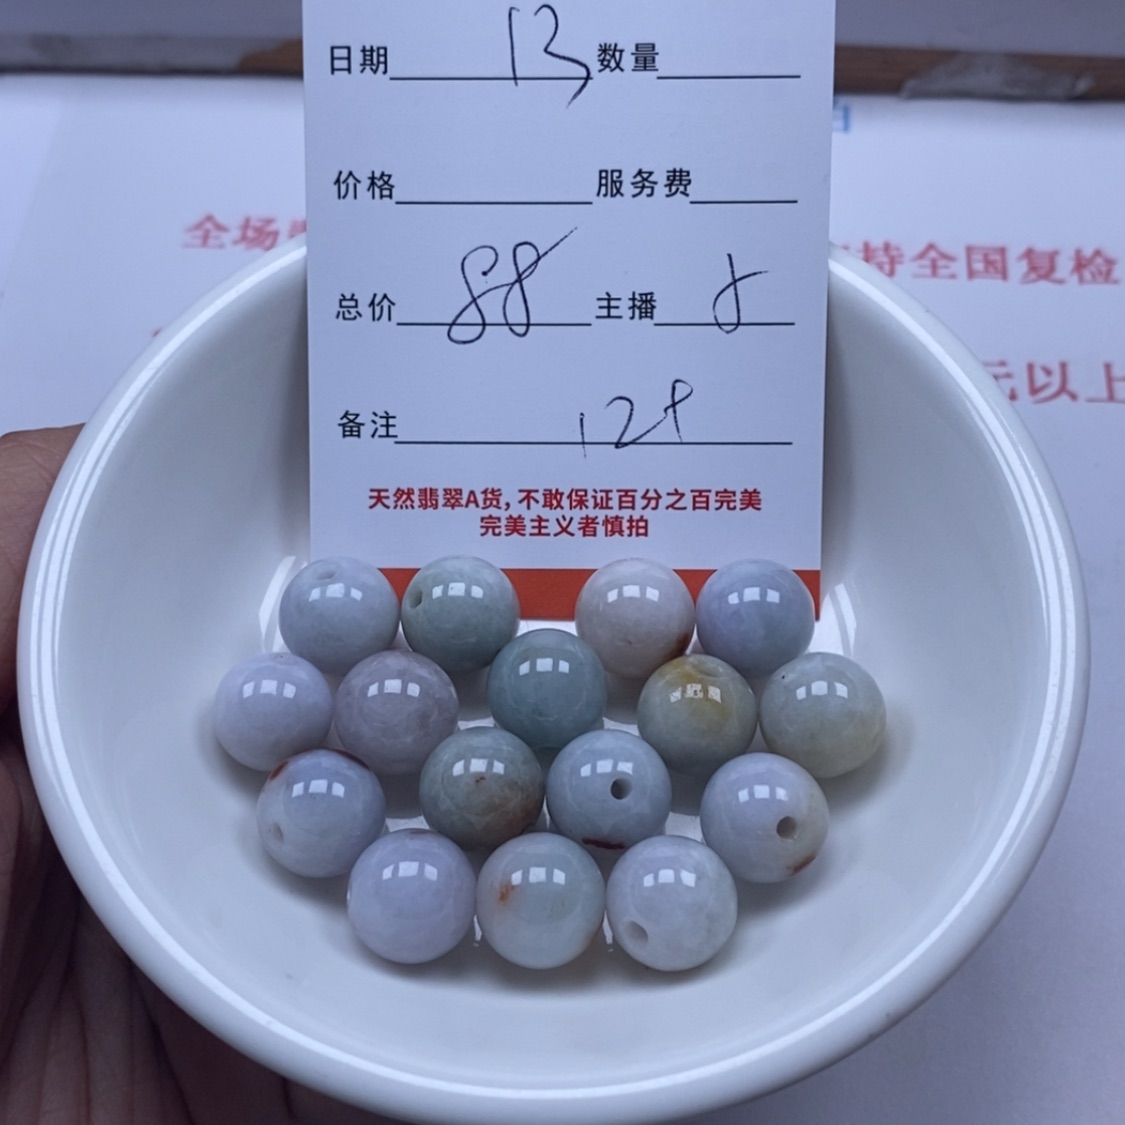 日期 13 数量
价格 服务费
全场
持全国复检
总价 88 主播 8
元以上
备注 128
天然翡翠A货,不敢保证百分之百完美
完美主义者慎拍